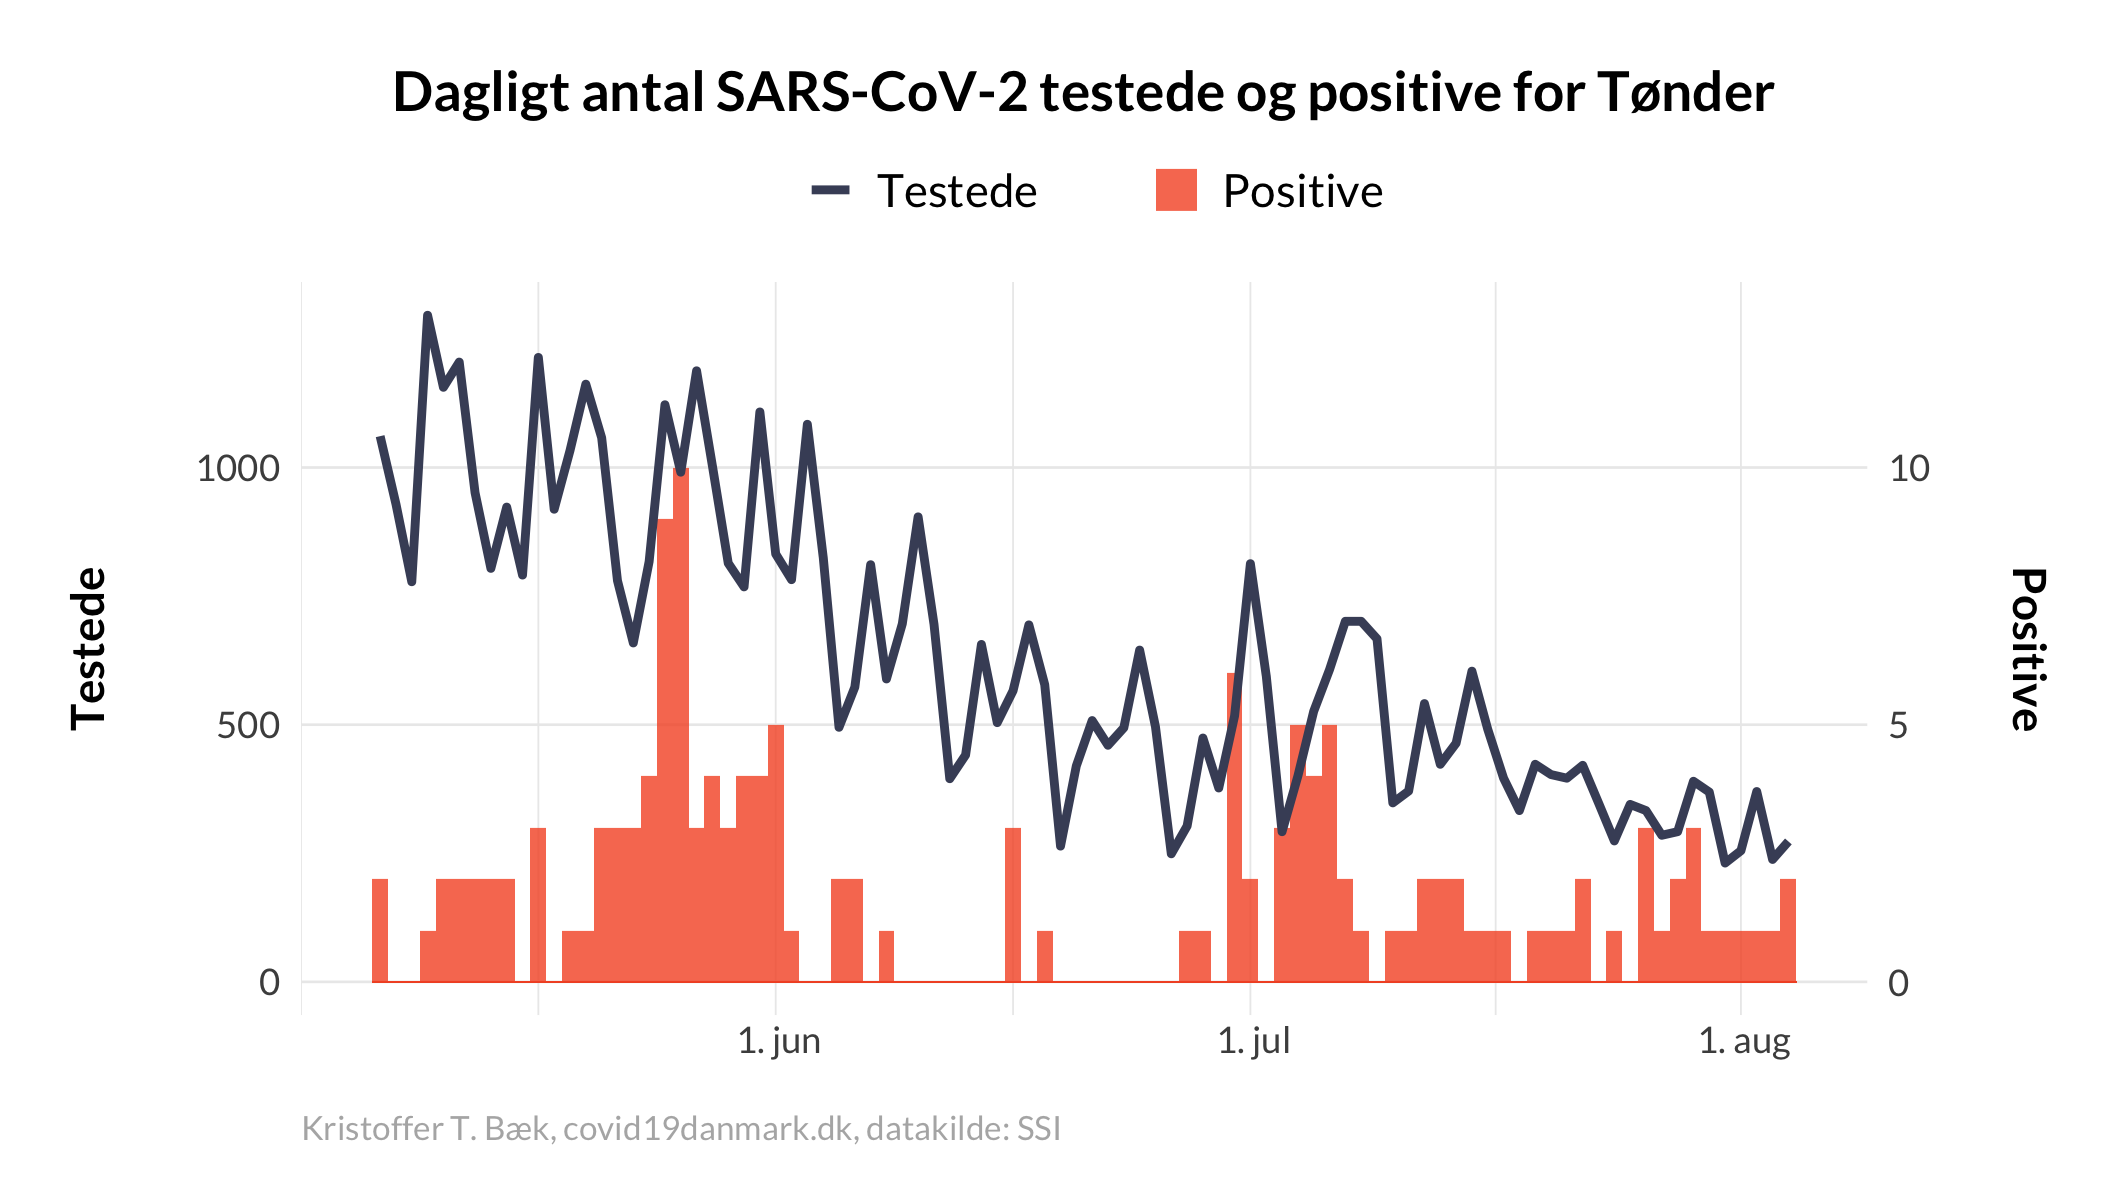 Dagligt antal SARS-CoV-2 testede og positive for Tønder
Testede Positive
1000
500
0
Testede
10
5
0
Positive
1. jun 1. jul 1. aug
Kristoffer T. Bæk, covid19danmark.dk, datakilde: SSI